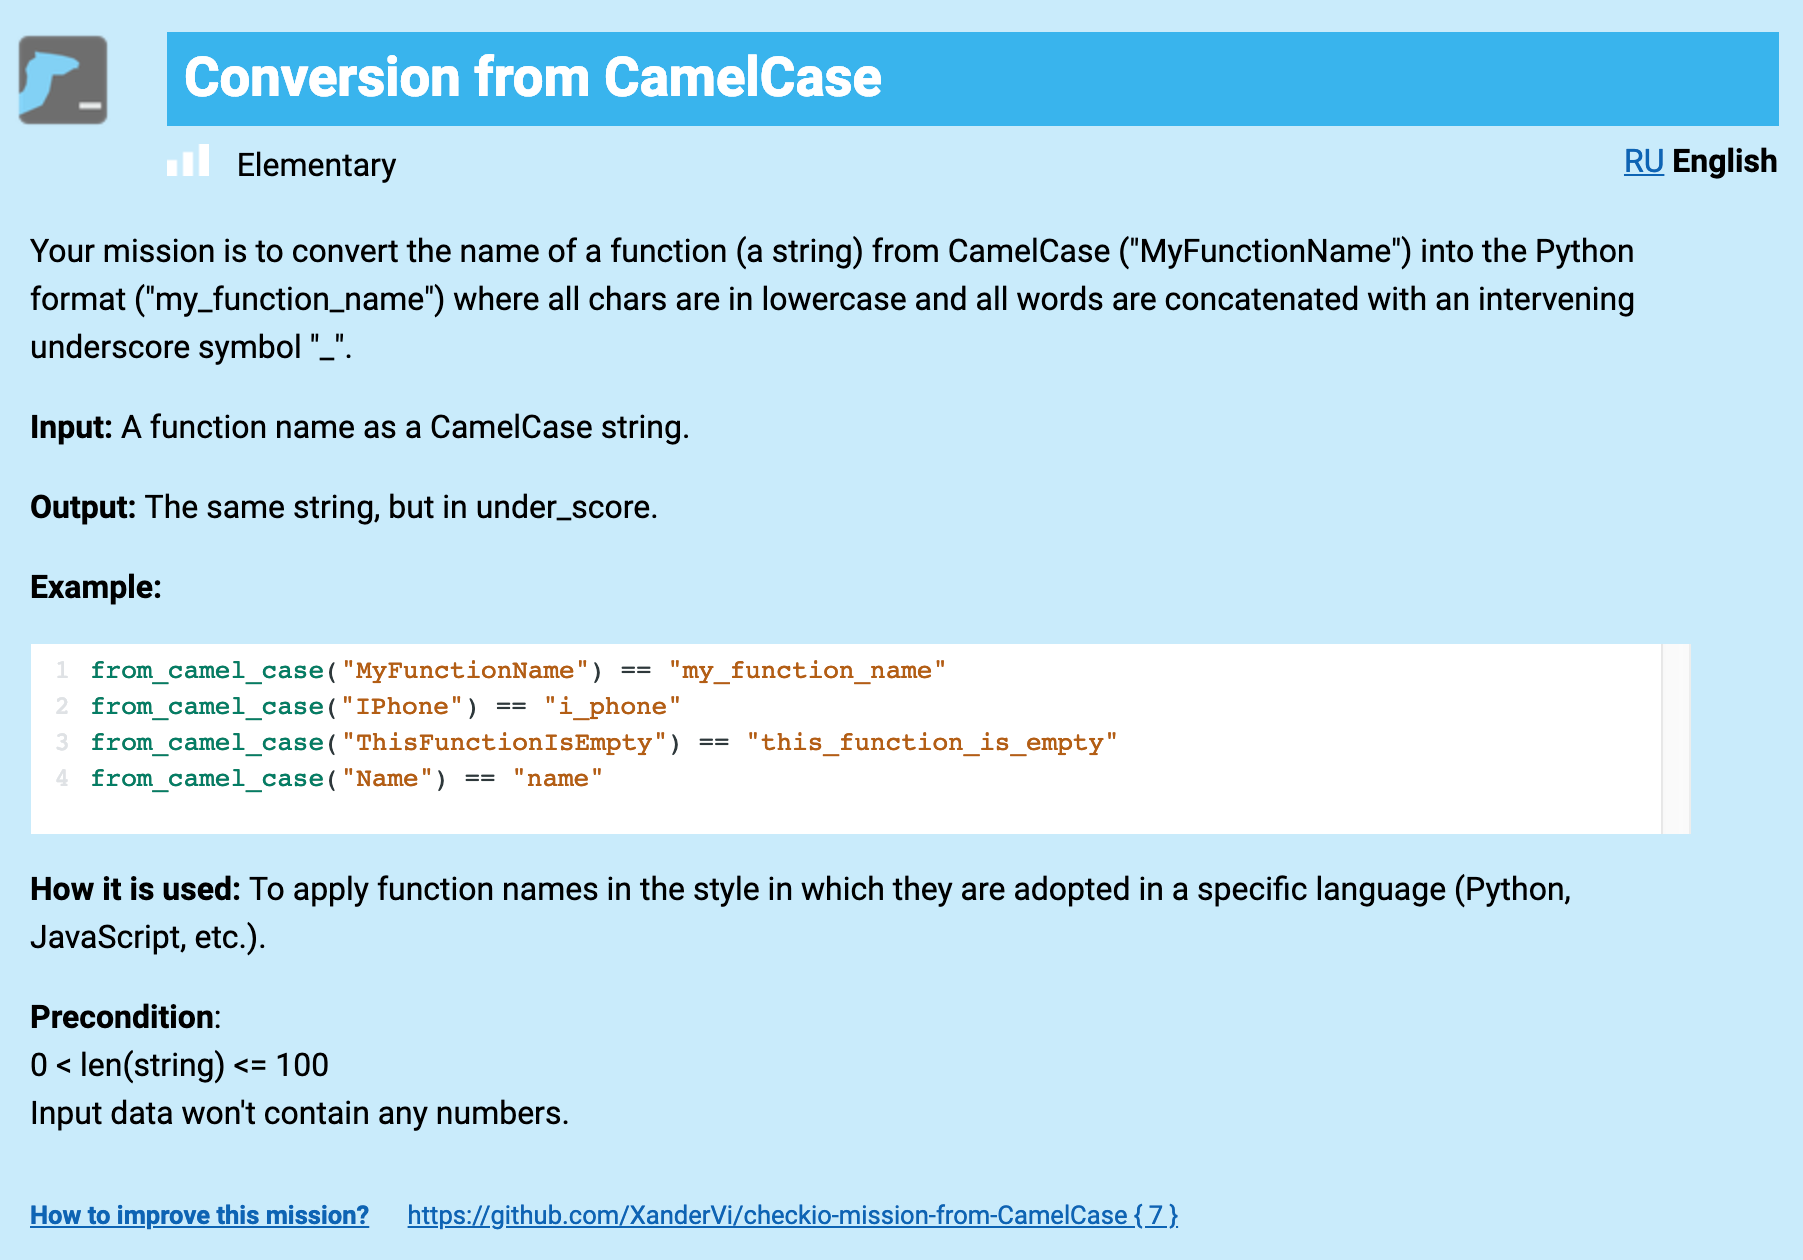 Conversion from CamelCase
Elementary
RU English
Your mission is to convert the name of a function (a string) from CamelCase ("MyFunctionName") into the Python
format ("my_function_name") where all chars are in lowercase and all words are concatenated with an intervening
underscore symbol "_".
Input: A function name as a CamelCase string.
Output: The same string, but in under_score.
Example:
1 from_camel_case("MyFunctionName") == "my_function_name"
2 from_camel_case("IPhone") == "i_phone"
3 from_camel_case("ThisFunctionIsEmpty") == "this_function_is_empty"
4 from_camel_case("Name") == "name"
How it is used: To apply function names in the style in which they are adopted in a specific language (Python,
JavaScript, etc.).
Precondition:
0 < len(string) <= 100
Input data won't contain any numbers.
How to improve this mission? https://github.com/XanderVi/checkio-mission-from-CamelCase { 7 }